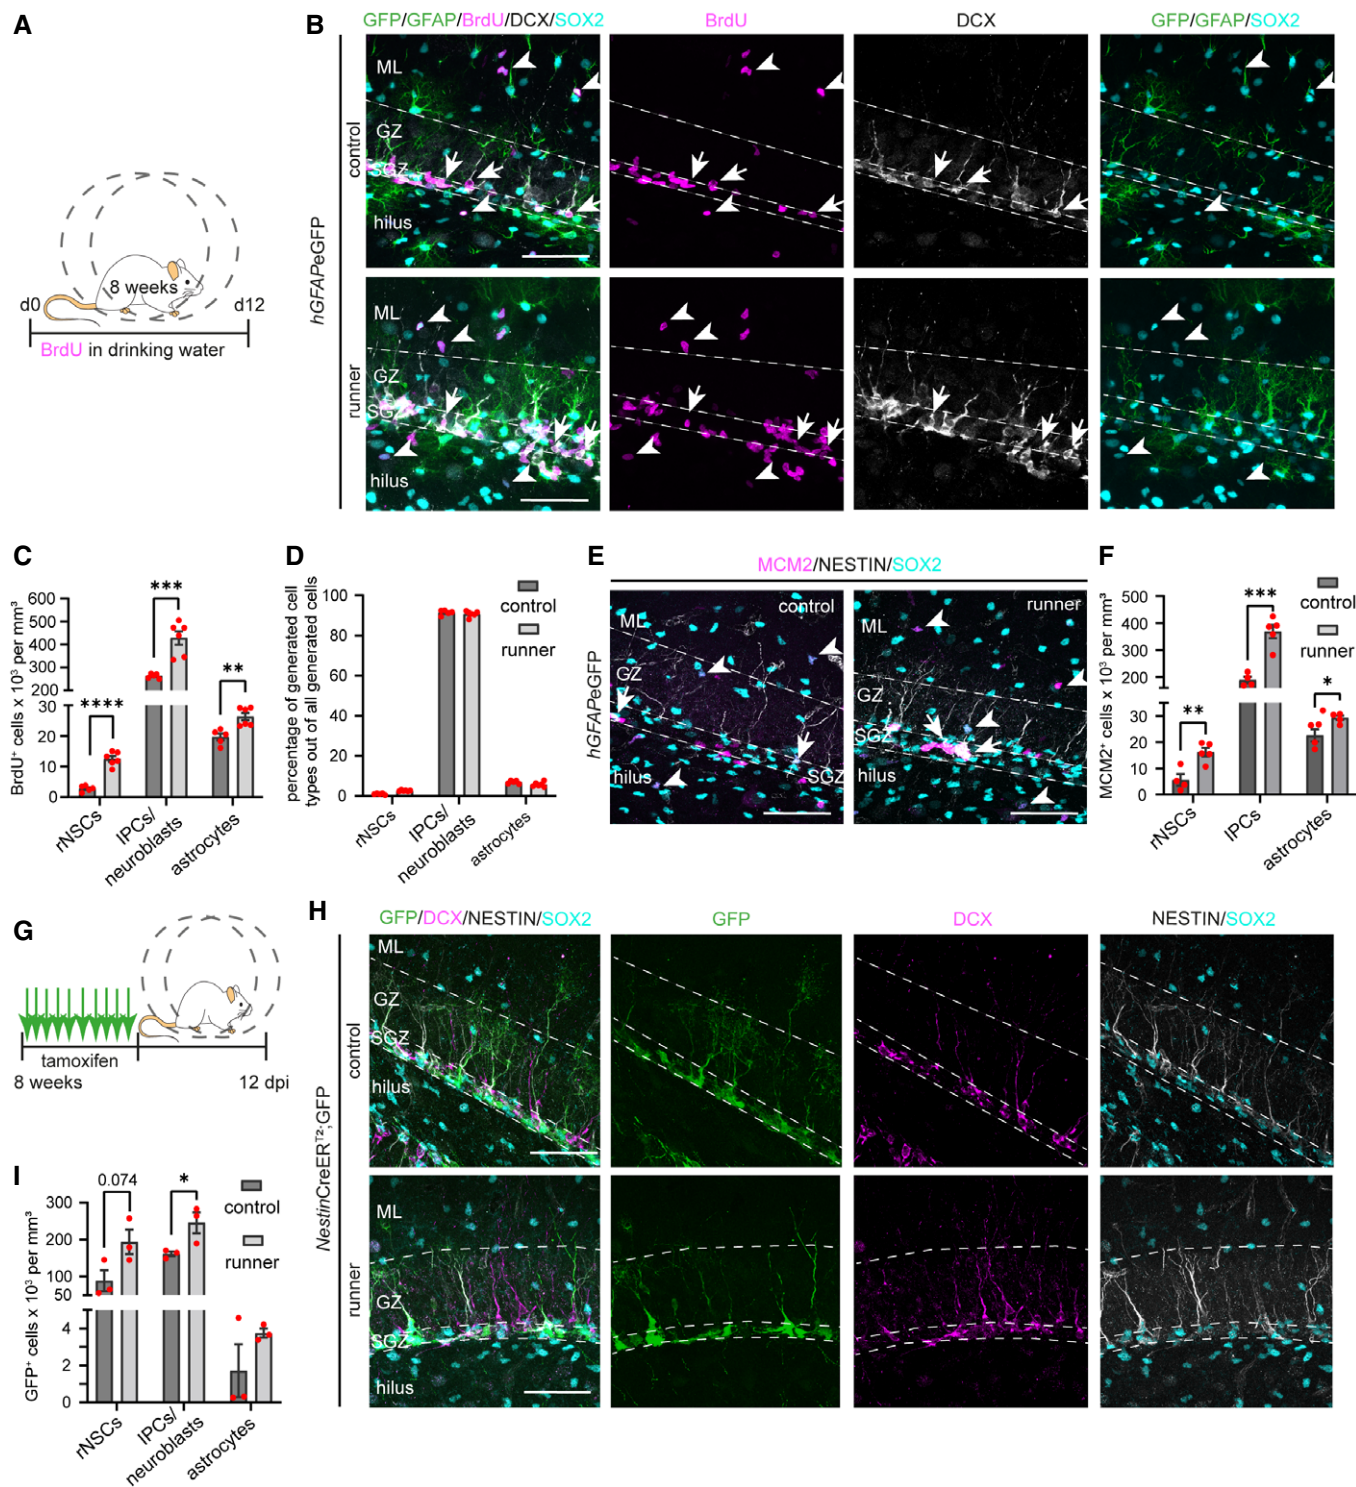 A
8 weeks
d0
d12
BrdU in drinking water
B
GFP/GFAP/BrdU/DCX/SOX2
BrdU
DCX
GFP/GFAP/SOX2
hGFAPeGFP
control
ML
GZ
SGZ
hilus
runner
ML
GZ
SGZ
hilus
C
BrdU⁺ cells x 10³ per mm³
600
500
400
300
200
30
20
10
0
****
***
**
rNSCs
IPCs/
neuroblasts
astrocytes
D
percentage of generated cell
types out of all generated cells
100
80
60
40
20
0
control
runner
rNSCs
IPCs/
neuroblasts
astrocytes
E
MCM2/NESTIN/SOX2
hGFAPeGFP
control
ML
GZ
SGZ
hilus
runner
ML
GZ
SGZ
hilus
F
MCM2⁺ cells x 10³ per mm³
500
400
300
200
30
20
10
0
**
***
*
control
runner
rNSCs
IPCs
astrocytes
G
tamoxifen
8 weeks
12 dpi
H
GFP/DCX/NESTIN/SOX2
GFP
DCX
NESTIN/SOX2
NestinCreERᵀ²;GFP
control
ML
GZ
SGZ
hilus
runner
ML
GZ
SGZ
hilus
I
GFP⁺ cells x 10³ per mm³
300
200
100
50
4
2
0
0.074
*
control
runner
rNSCs
IPCs/
neuroblasts
astrocytes